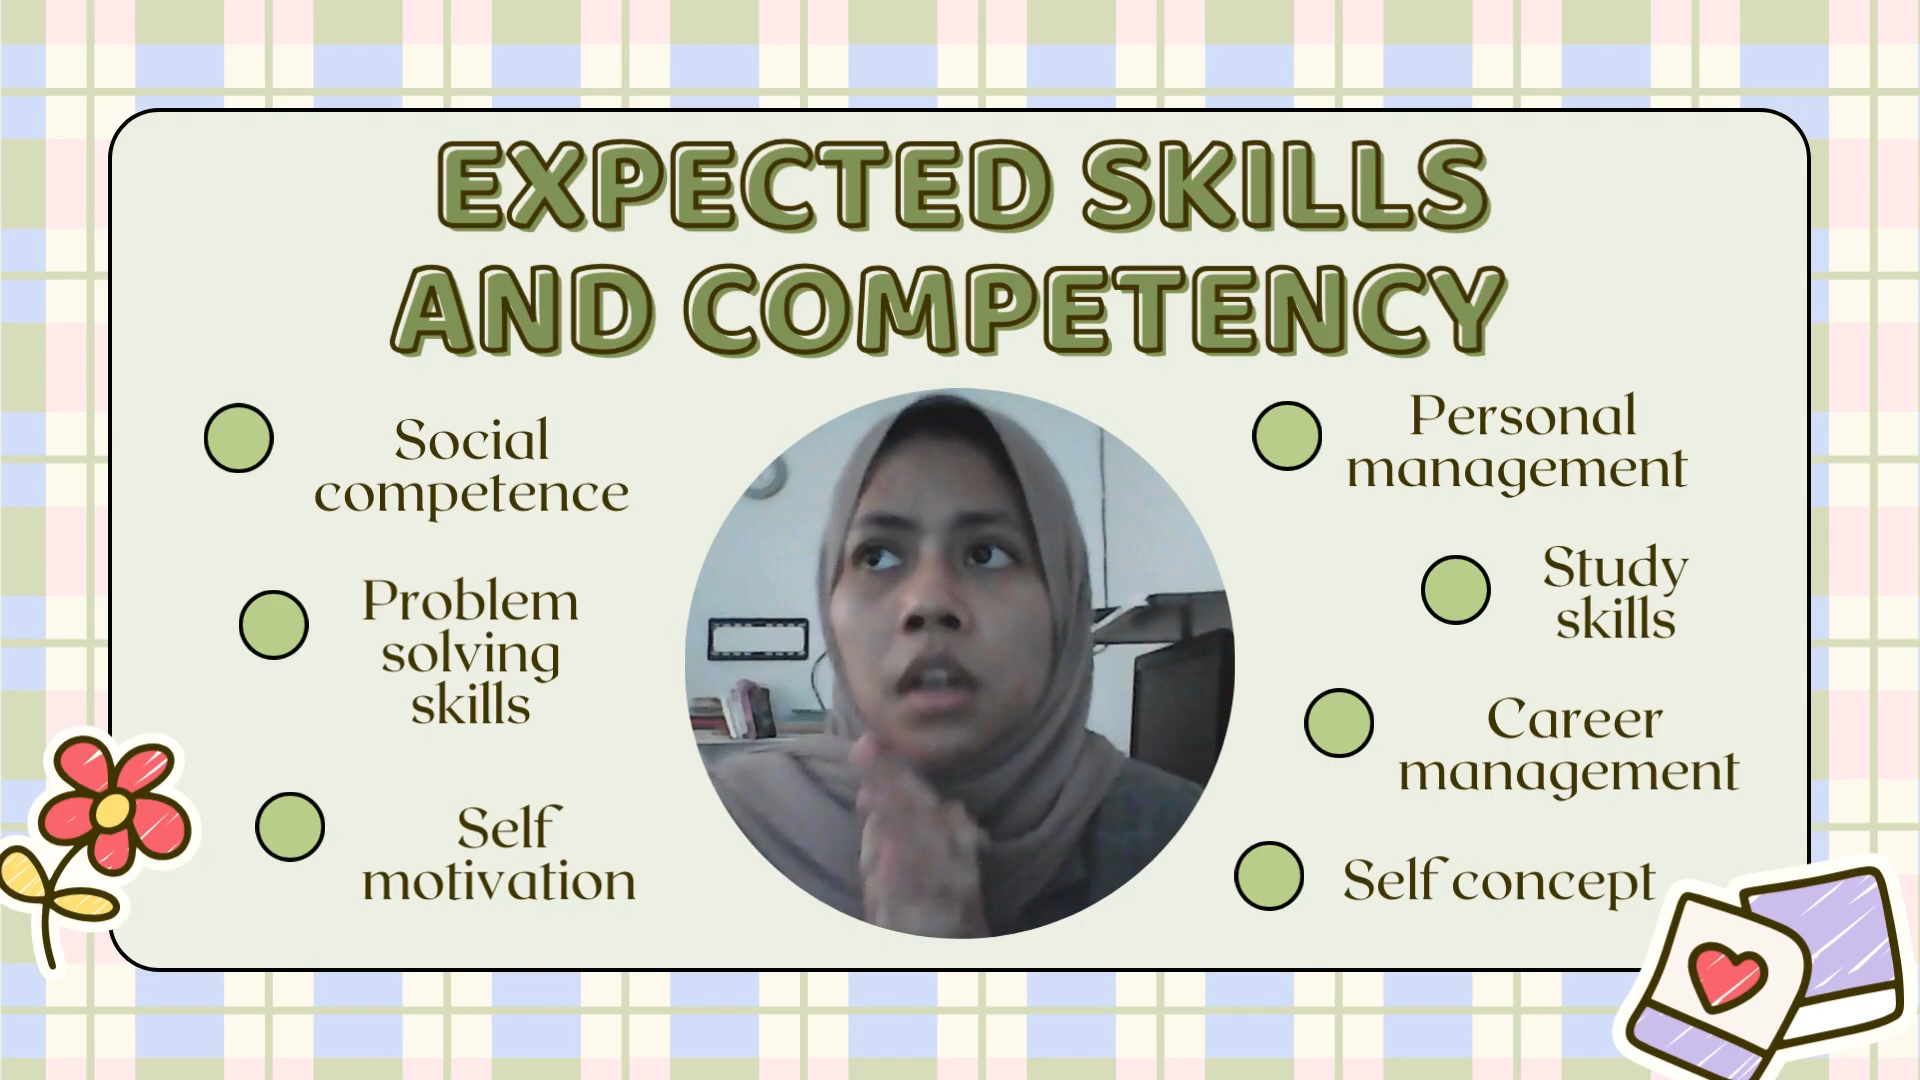 EXPECTED SKILLS
AND COMPETENCY
Social
competence
Problem
solving
skills
Self
motivation
Personal
management
Study
skills
Career
management
Self concept